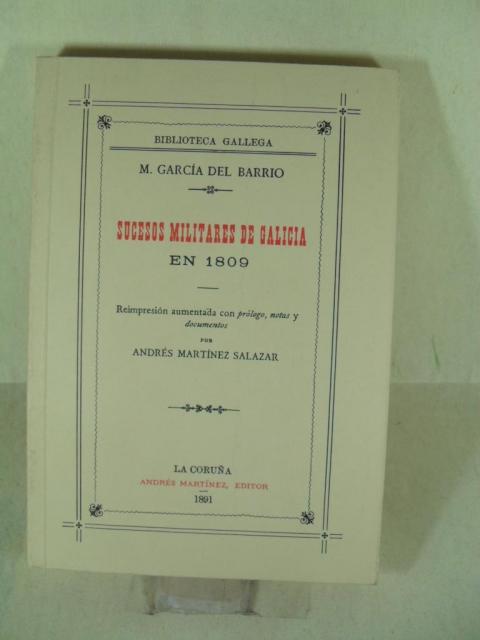 BIBLIOTECA GALLEGA
M. GARCÍA DEL BARRIO
SUCESOS MILITARES DE GALICIA
EN 1809
Reimpresión aumentada con prólogo, notas y
documentos
POR
ANDRÉS MARTÍNEZ SALAZAR
LA CORUÑA
ANDRÉS MARTÍNEZ, EDITOR
1891